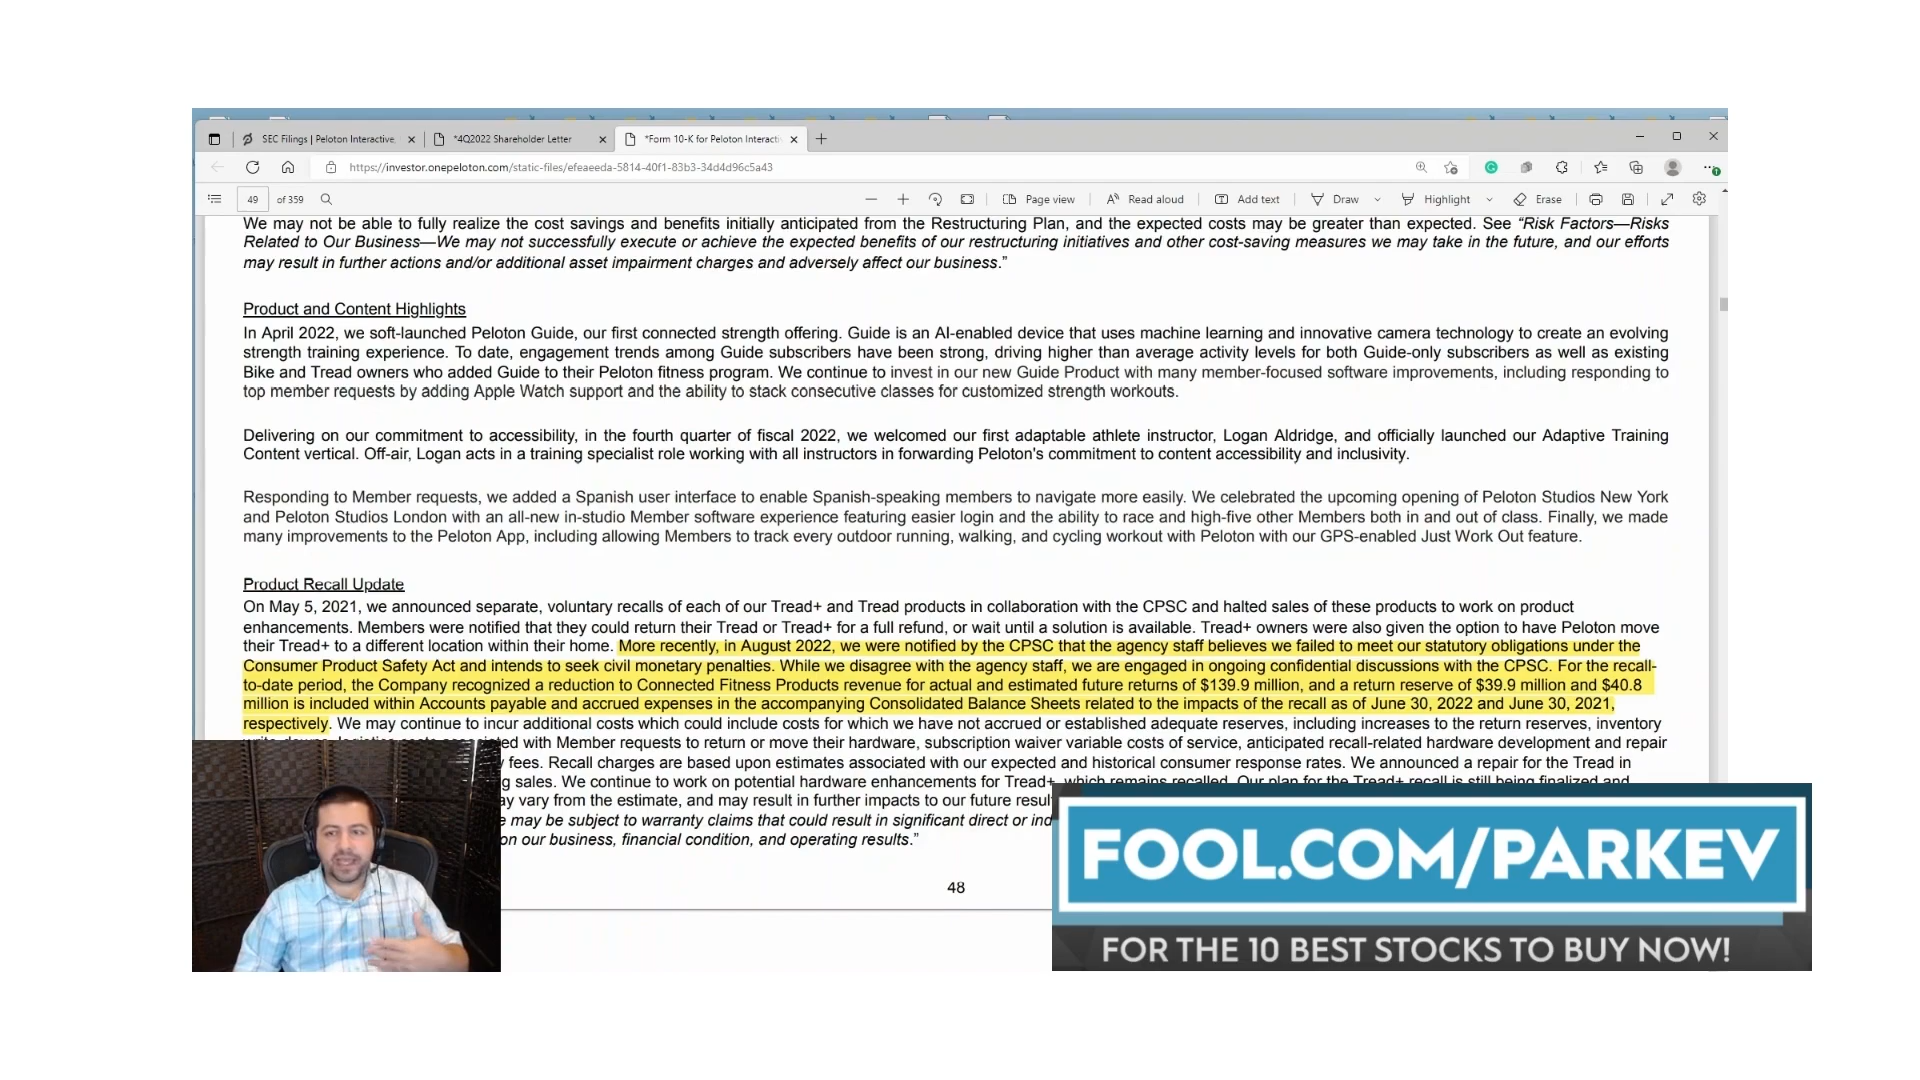 SEC Filings | Peloton Interactive,
*4Q2022 Shareholder Letter
*Form 10-K for Peloton Interacti
https://investor.onepeloton.com/static-files/efeaeeda-5814-40f1-83b3-34d4d96c5a43
49 of 359
Page view
Read aloud
Add text
Draw
Highlight
Erase
We may not be able to fully realize the cost savings and benefits initially anticipated from the Restructuring Plan, and the expected costs may be greater than expected. See “Risk Factors—Risks
Related to Our Business—We may not successfully execute or achieve the expected benefits of our restructuring initiatives and other cost-saving measures we may take in the future, and our efforts
may result in further actions and/or additional asset impairment charges and adversely affect our business.”
Product and Content Highlights
In April 2022, we soft-launched Peloton Guide, our first connected strength offering. Guide is an AI-enabled device that uses machine learning and innovative camera technology to create an evolving
strength training experience. To date, engagement trends among Guide subscribers have been strong, driving higher than average activity levels for both Guide-only subscribers as well as existing
Bike and Tread owners who added Guide to their Peloton fitness program. We continue to invest in our new Guide Product with many member-focused software improvements, including responding to
top member requests by adding Apple Watch support and the ability to stack consecutive classes for customized strength workouts.
Delivering on our commitment to accessibility, in the fourth quarter of fiscal 2022, we welcomed our first adaptable athlete instructor, Logan Aldridge, and officially launched our Adaptive Training
Content vertical. Off-air, Logan acts in a training specialist role working with all instructors in forwarding Peloton's commitment to content accessibility and inclusivity.
Responding to Member requests, we added a Spanish user interface to enable Spanish-speaking members to navigate more easily. We celebrated the upcoming opening of Peloton Studios New York
and Peloton Studios London with an all-new in-studio Member software experience featuring easier login and the ability to race and high-five other Members both in and out of class. Finally, we made
many improvements to the Peloton App, including allowing Members to track every outdoor running, walking, and cycling workout with Peloton with our GPS-enabled Just Work Out feature.
Product Recall Update
On May 5, 2021, we announced separate, voluntary recalls of each of our Tread+ and Tread products in collaboration with the CPSC and halted sales of these products to work on product
enhancements. Members were notified that they could return their Tread or Tread+ for a full refund, or wait until a solution is available. Tread+ owners were also given the option to have Peloton move
their Tread+ to a different location within their home. More recently, in August 2022, we were notified by the CPSC that the agency staff believes we failed to meet our statutory obligations under the
Consumer Product Safety Act and intends to seek civil monetary penalties. While we disagree with the agency staff, we are engaged in ongoing confidential discussions with the CPSC. For the recall-
to-date period, the Company recognized a reduction to Connected Fitness Products revenue for actual and estimated future returns of $139.9 million, and a return reserve of $39.9 million and $40.8
million is included within Accounts payable and accrued expenses in the accompanying Consolidated Balance Sheets related to the impacts of the recall as of June 30, 2022 and June 30, 2021,
respectively. We may continue to incur additional costs which could include costs for which we have not accrued or established adequate reserves, including increases to the return reserves, inventory
ed with Member requests to return or move their hardware, subscription waiver variable costs of service, anticipated recall-related hardware development and repair
y fees. Recall charges are based upon estimates associated with our expected and historical consumer response rates. We announced a repair for the Tread in
g sales. We continue to work on potential hardware enhancements for Tread+, which remains recalled. Our plan for the Tread+ recall is still being finalized and
ay vary from the estimate, and may result in further impacts to our future resul
e may be subject to warranty claims that could result in significant direct or ind
on our business, financial condition, and operating results.”
48
FOOL.COM/PARKEV
FOR THE 10 BEST STOCKS TO BUY NOW!